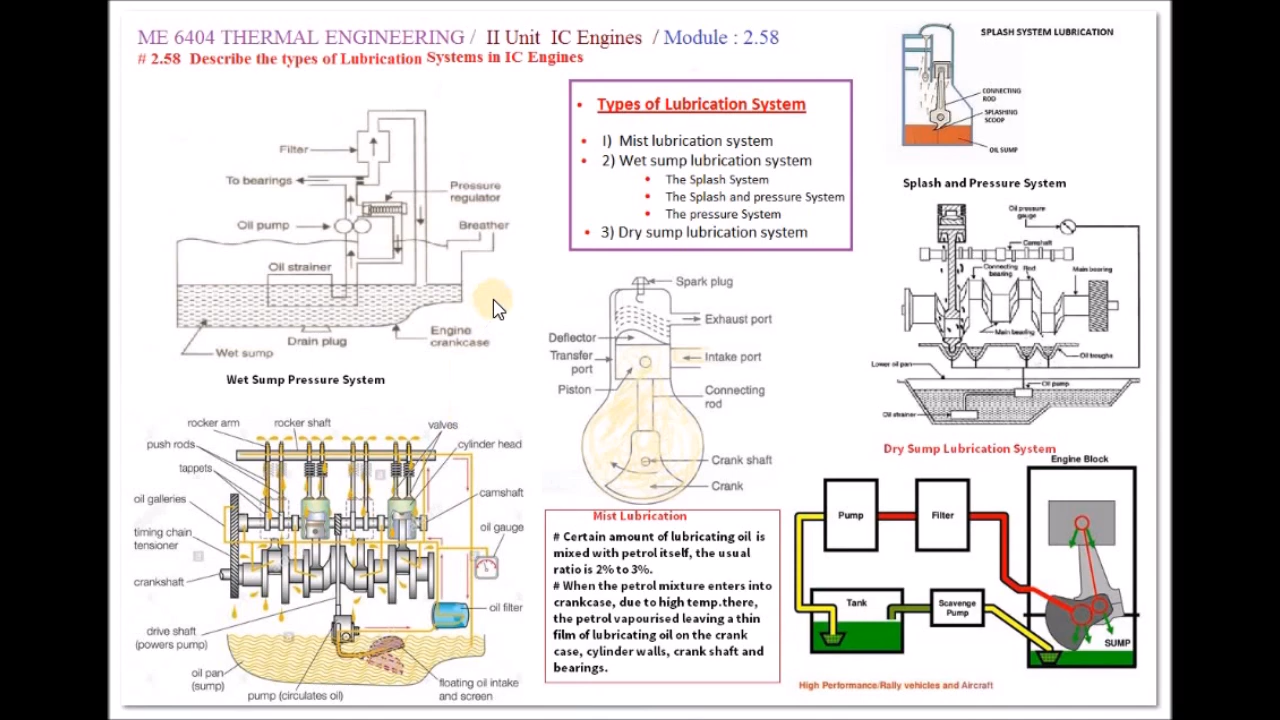 ME 6404 THERMAL ENGINEERING / II Unit IC Engines / Module : 2.58
# 2.58 Describe the types of Lubrication Systems in IC Engines
Filter
To bearings
Pressure
regulator
Oil pump
Breather
Oil strainer
Drain plug
Engine
crankcase
Wet sump
Wet Sump Pressure System
• Types of Lubrication System
• I) Mist lubrication system
• 2) Wet sump lubrication system
• The Splash System
• The Splash and pressure System
• The pressure System
• 3) Dry sump lubrication system
SPLASH SYSTEM LUBRICATION
CONNECTING
ROD
SPLASHING
SCOOP
OIL SUMP
Splash and Pressure System
Oil pressure
gauge
Camshaft
Connecting
bearing
Rod
Main bearing
Main bearing
Oil troughs
Lower oil pan
Oil pump
Oil strainer
Spark plug
Exhaust port
Deflector
Transfer
port
Intake port
Piston
Connecting
rod
Crank shaft
Crank
rocker arm
rocker shaft
valves
push rods
cylinder head
tappets
oil galleries
camshaft
timing chain
tensioner
oil gauge
crankshaft
oil filter
drive shaft
(powers pump)
oil pan
(sump)
pump (circulates oil)
floating oil intake
and screen
Mist Lubrication
# Certain amount of lubricating oil is
mixed with petrol itself, the usual
ratio is 2% to 3%.
# When the petrol mixture enters into
crankcase, due to high temp.there,
the petrol vapourised leaving a thin
film of lubricating oil on the crank
case, cylinder walls, crank shaft and
bearings.
Dry Sump Lubrication System
Engine Block
Pump
Filter
Tank
Scavenge
Pump
SUMP
High Performance/Rally vehicles and Aircraft